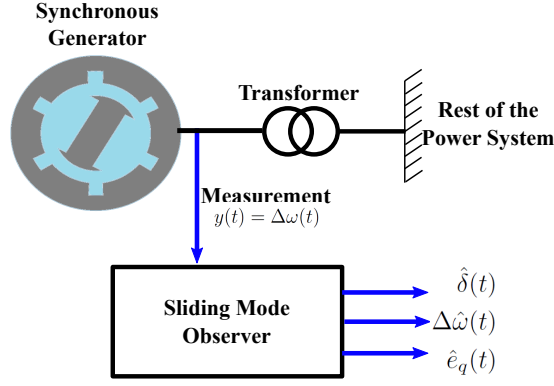 Synchronous
Generator
Transformer
Rest of the
Power System
Measurement
y(t) = Δω(t)
Sliding Mode
Observer
δ̂(t)
Δω̂(t)
ê_q(t)